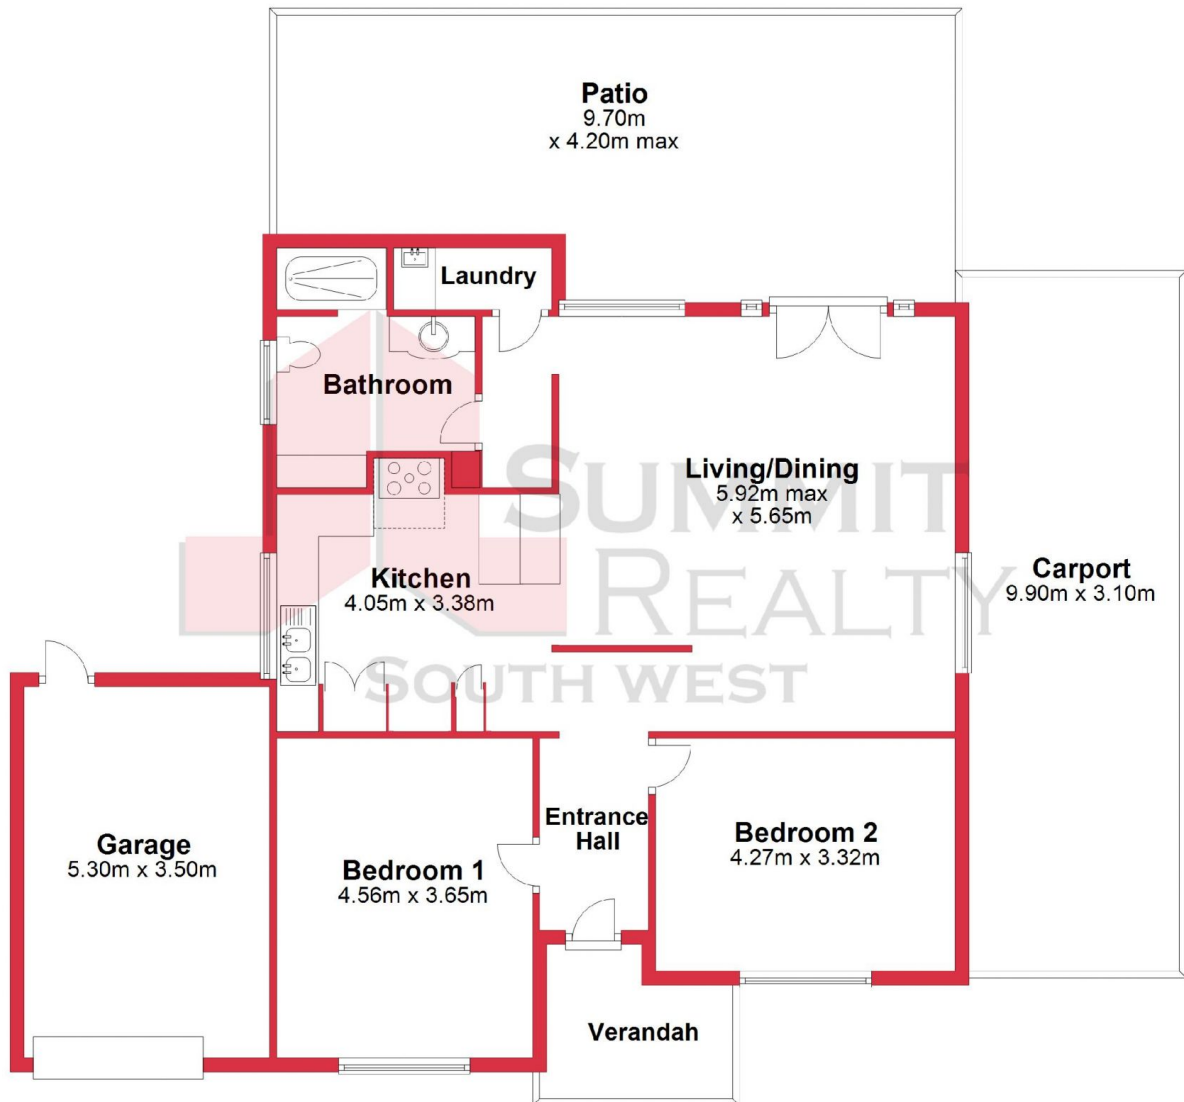 Patio
9.70m
x 4.20m max
Laundry
Bathroom
Living/Dining
5.92m max
x 5.65m
Kitchen
4.05m x 3.38m
Carport
9.90m x 3.10m
SUMMIT
REALTY
SOUTH WEST
Garage
5.30m x 3.50m
Bedroom 1
4.56m x 3.65m
Entrance
Hall
Bedroom 2
4.27m x 3.32m
Verandah